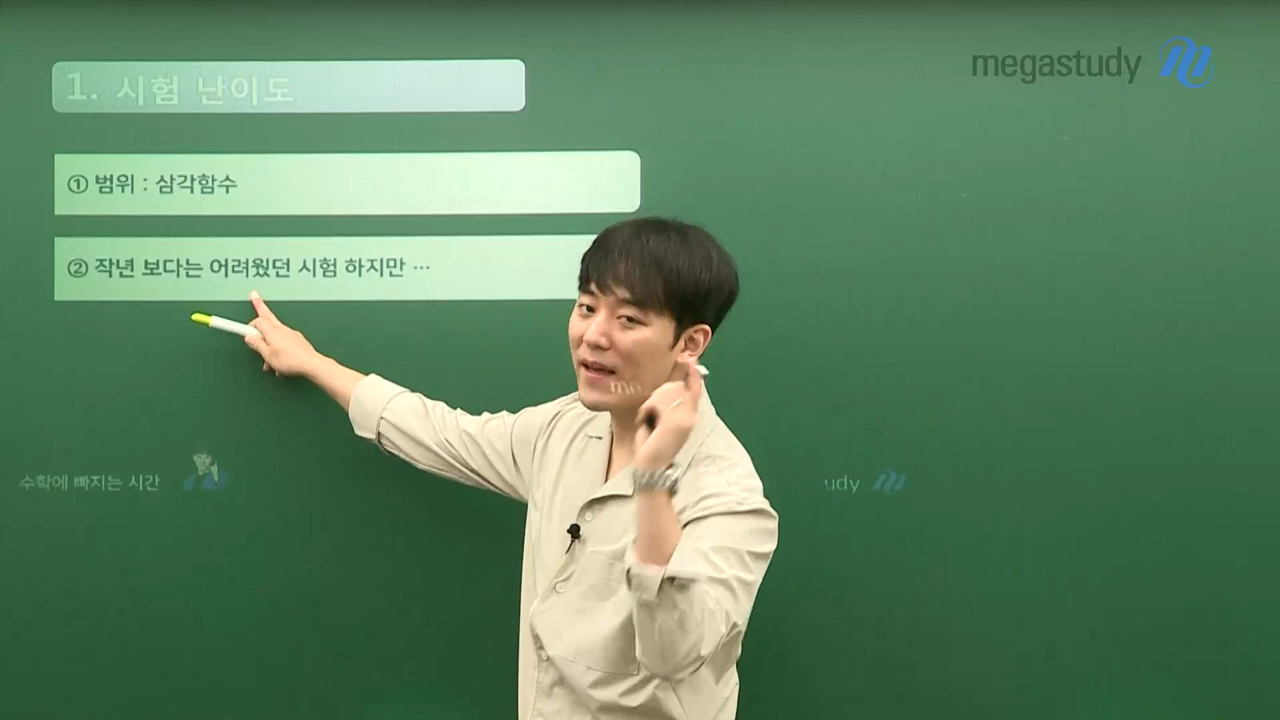 megastudy
1. 시험 난이도
① 범위 : 삼각함수
② 작년 보다는 어려웠던 시험 하지만 …
수학에 빠지는 시간
udy